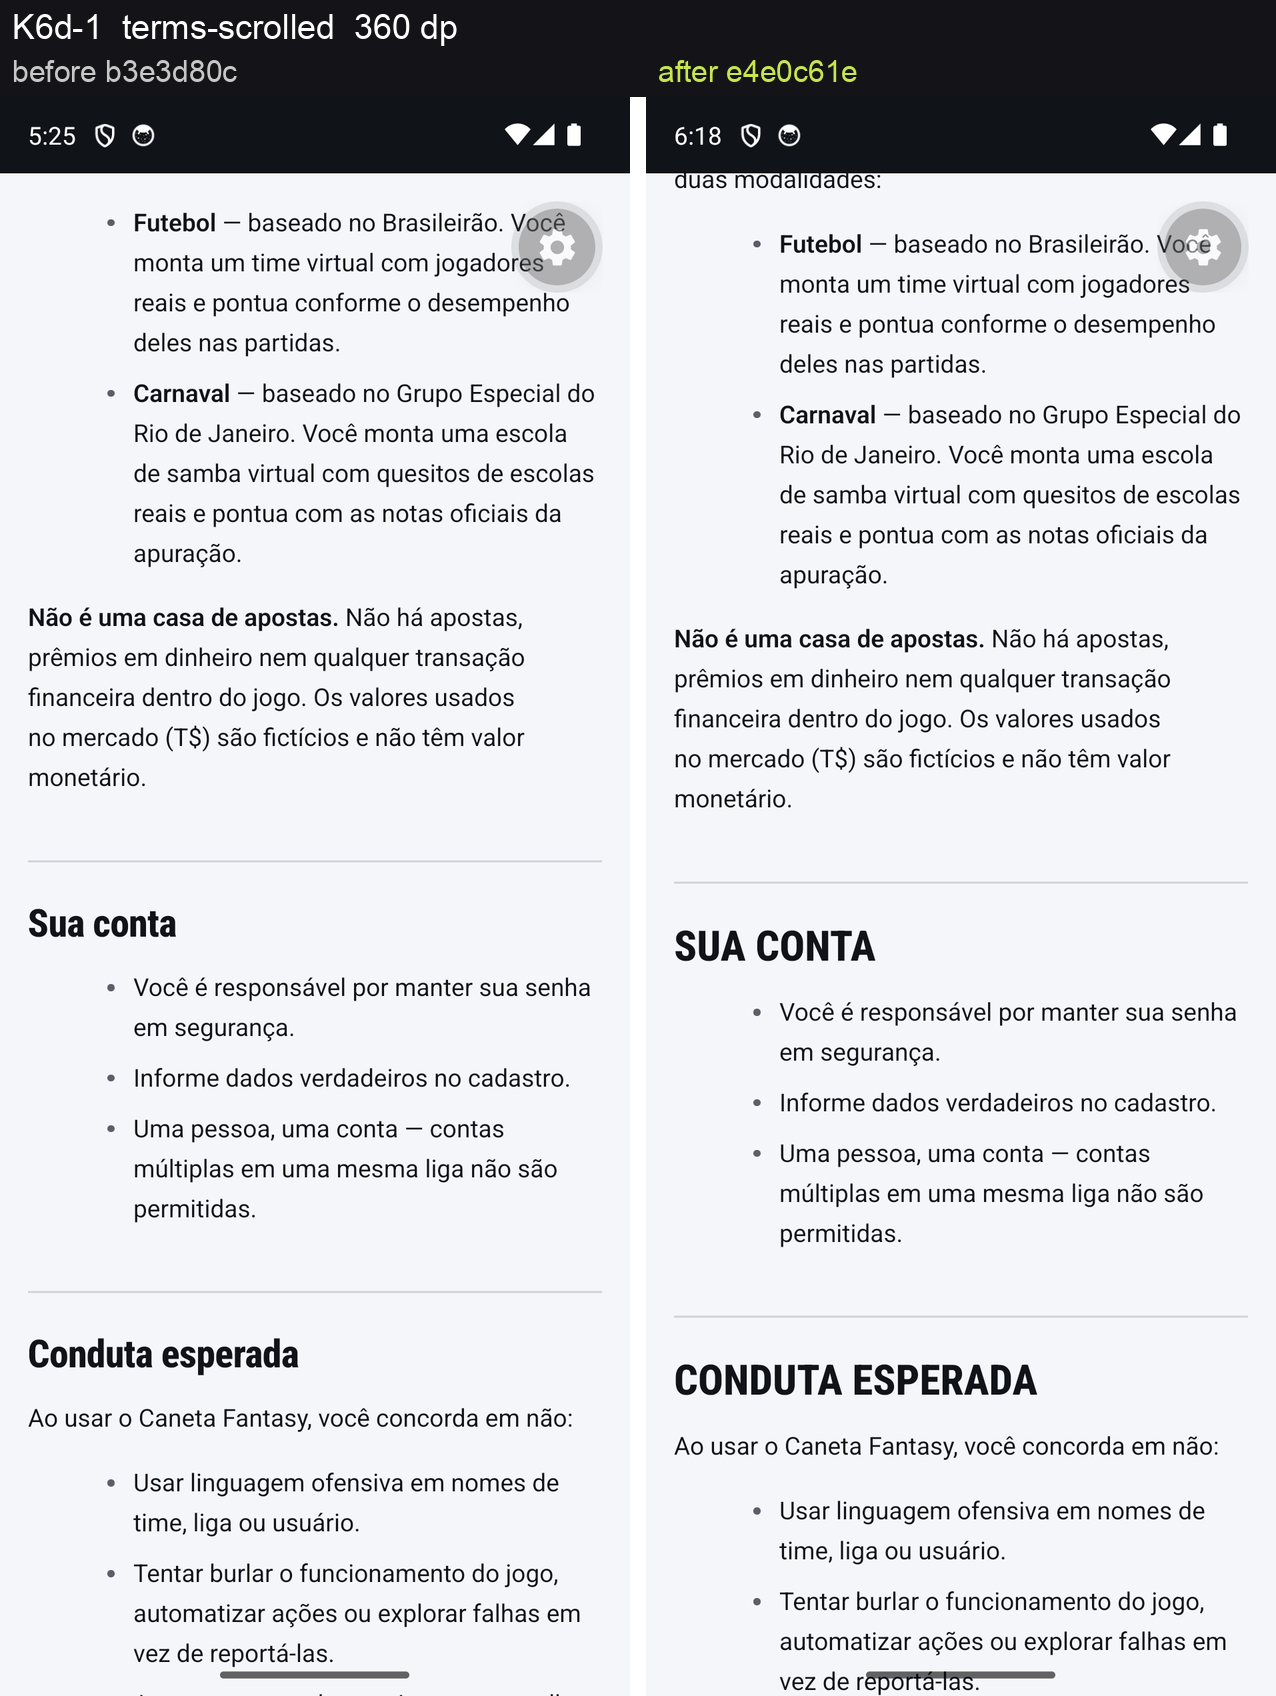 K6d-1 terms-scrolled 360 dp
before b3e3d80c
5:25
• Futebol — baseado no Brasileirão. Você
monta um time virtual com jogadores
reais e pontua conforme o desempenho
deles nas partidas.
• Carnaval — baseado no Grupo Especial do
Rio de Janeiro. Você monta uma escola
de samba virtual com quesitos de escolas
reais e pontua com as notas oficiais da
apuração.
Não é uma casa de apostas. Não há apostas,
prêmios em dinheiro nem qualquer transação
financeira dentro do jogo. Os valores usados
no mercado (T$) são fictícios e não têm valor
monetário.
Sua conta
• Você é responsável por manter sua senha
em segurança.
• Informe dados verdadeiros no cadastro.
• Uma pessoa, uma conta — contas
múltiplas em uma mesma liga não são
permitidas.
Conduta esperada
Ao usar o Caneta Fantasy, você concorda em não:
• Usar linguagem ofensiva em nomes de
time, liga ou usuário.
• Tentar burlar o funcionamento do jogo,
automatizar ações ou explorar falhas em
vez de reportá-las.
after e4e0c61e
6:18
duas modalidades:
• Futebol — baseado no Brasileirão. Você
monta um time virtual com jogadores
reais e pontua conforme o desempenho
deles nas partidas.
• Carnaval — baseado no Grupo Especial do
Rio de Janeiro. Você monta uma escola
de samba virtual com quesitos de escolas
reais e pontua com as notas oficiais da
apuração.
Não é uma casa de apostas. Não há apostas,
prêmios em dinheiro nem qualquer transação
financeira dentro do jogo. Os valores usados
no mercado (T$) são fictícios e não têm valor
monetário.
SUA CONTA
• Você é responsável por manter sua senha
em segurança.
• Informe dados verdadeiros no cadastro.
• Uma pessoa, uma conta — contas
múltiplas em uma mesma liga não são
permitidas.
CONDUTA ESPERADA
Ao usar o Caneta Fantasy, você concorda em não:
• Usar linguagem ofensiva em nomes de
time, liga ou usuário.
• Tentar burlar o funcionamento do jogo,
automatizar ações ou explorar falhas em
vez de reportá-las.